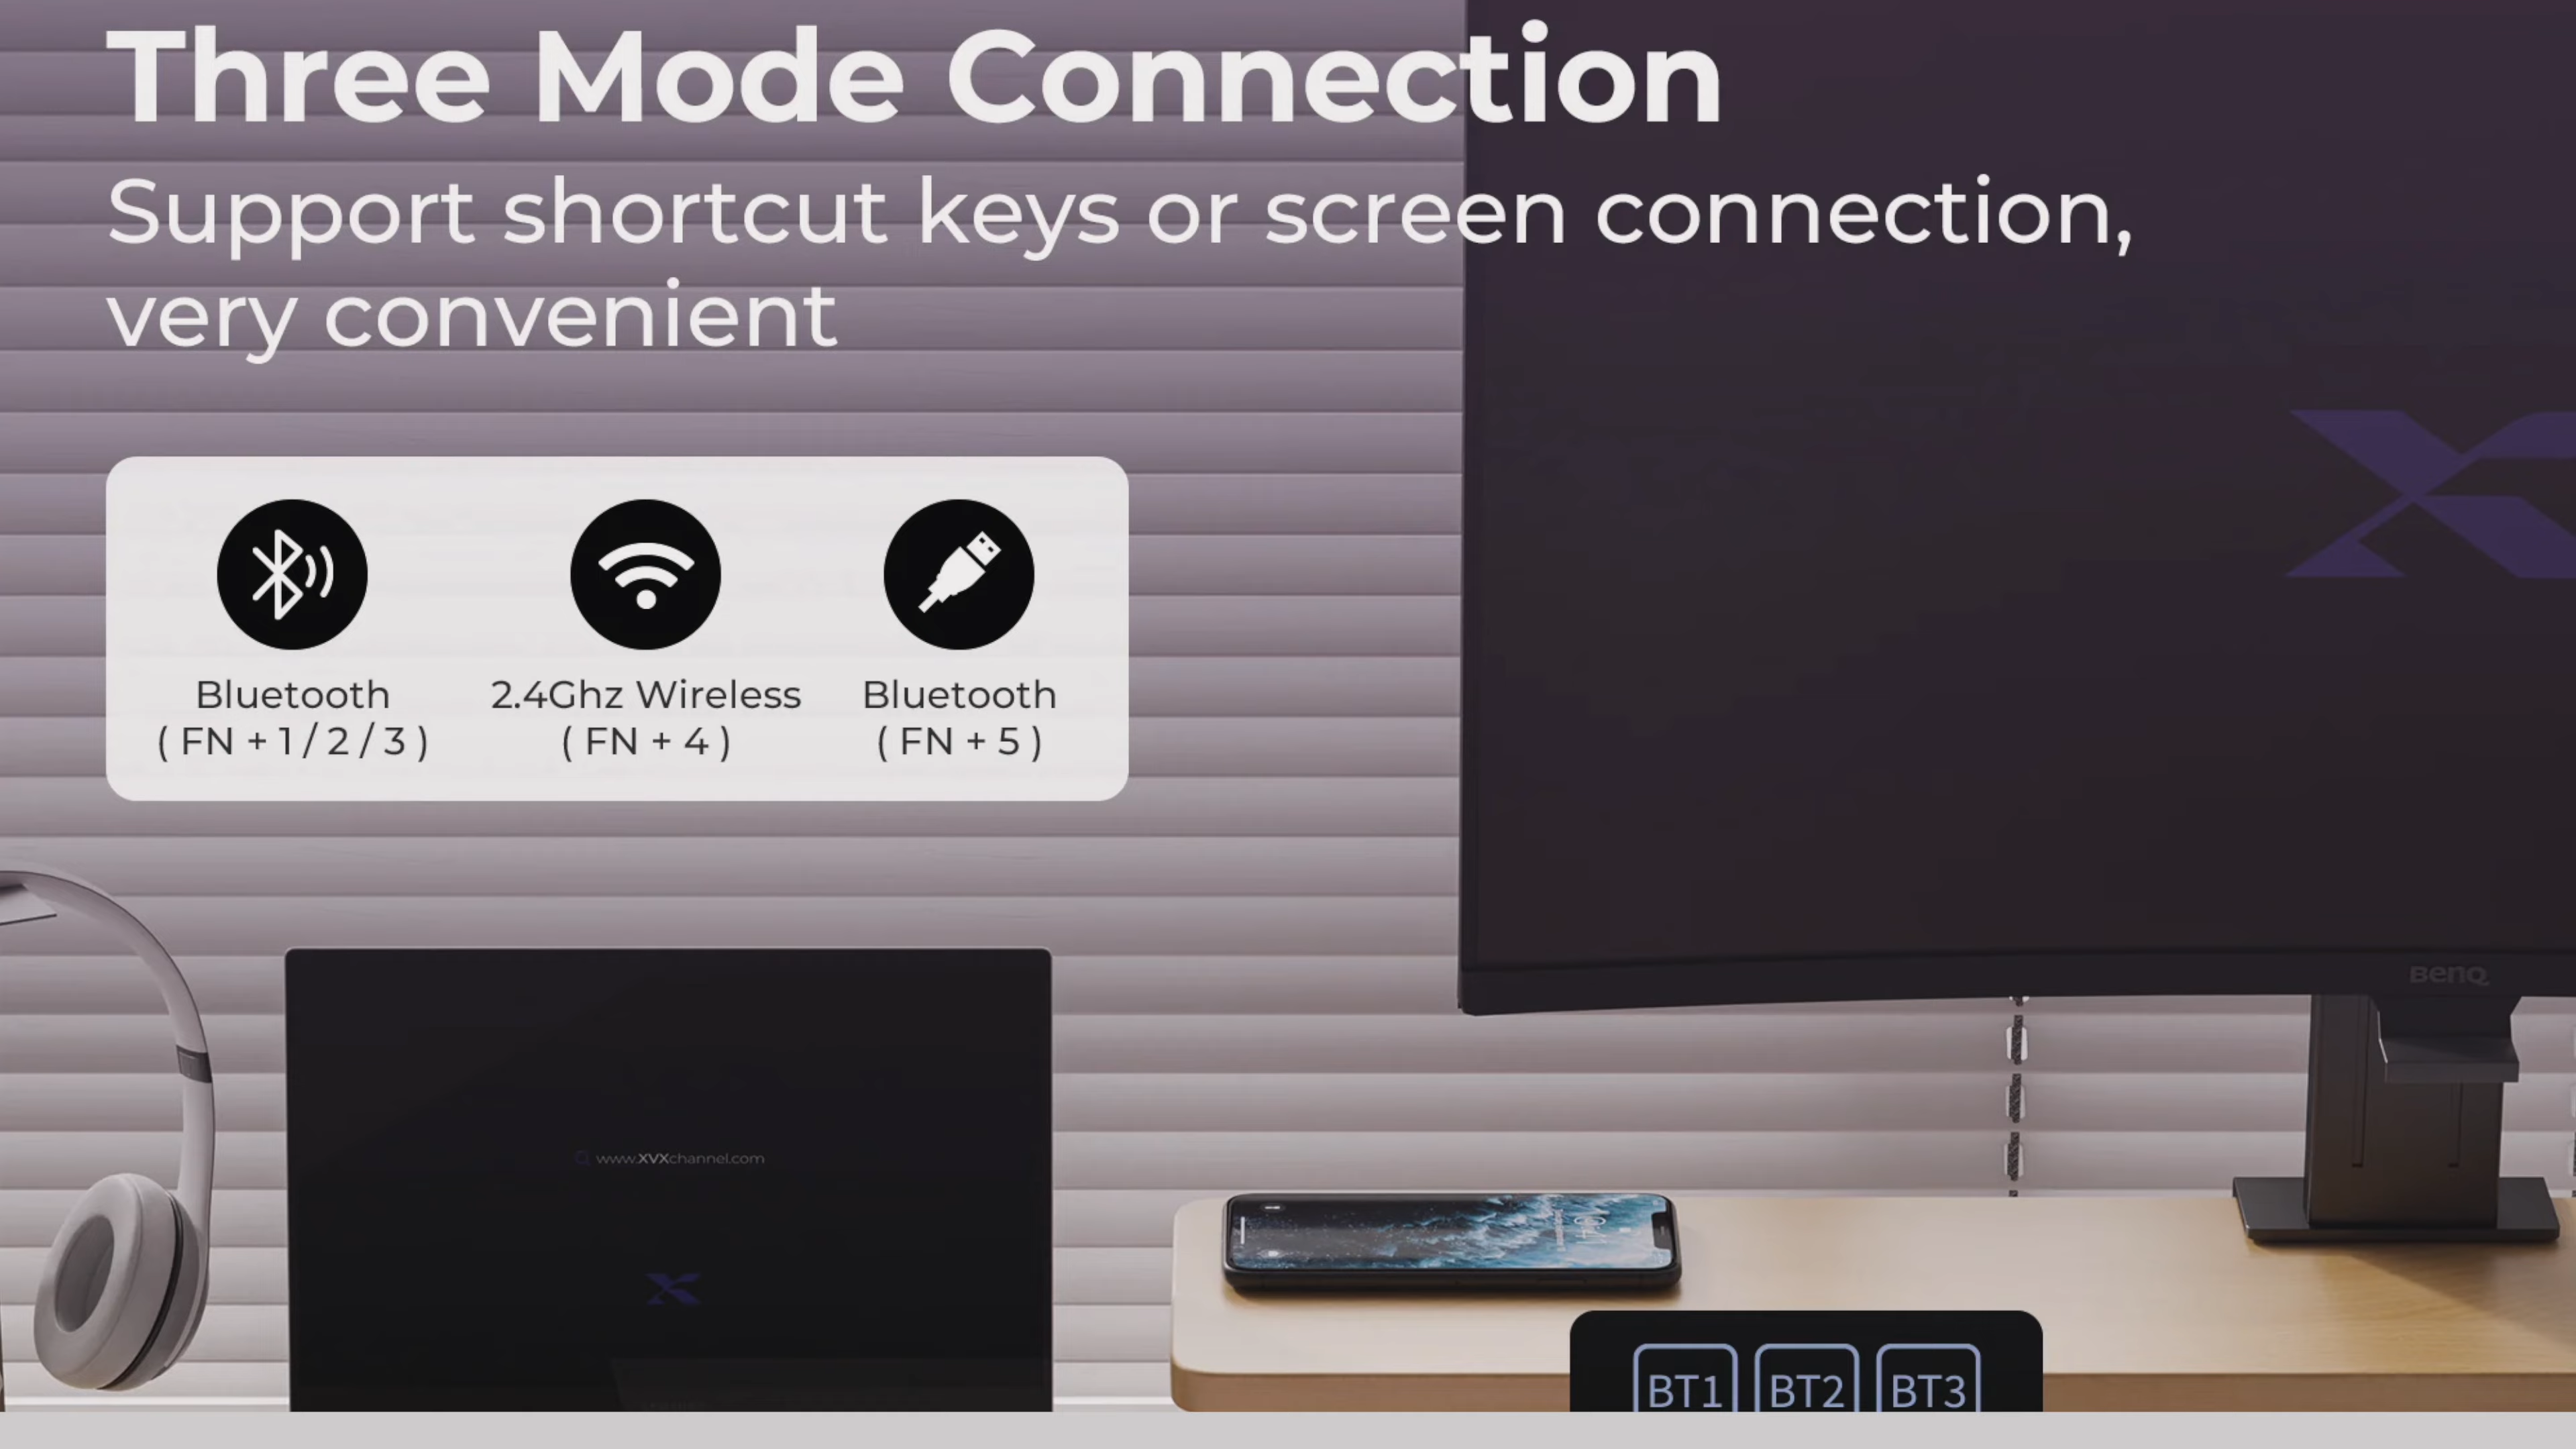 Three Mode Connection
Support shortcut keys or screen connection,
very convenient
Bluetooth
( FN + 1 / 2 / 3 )
2.4Ghz Wireless
( FN + 4 )
Bluetooth
( FN + 5 )
BenQ
www.XVXchannel.com
BT1 BT2 BT3